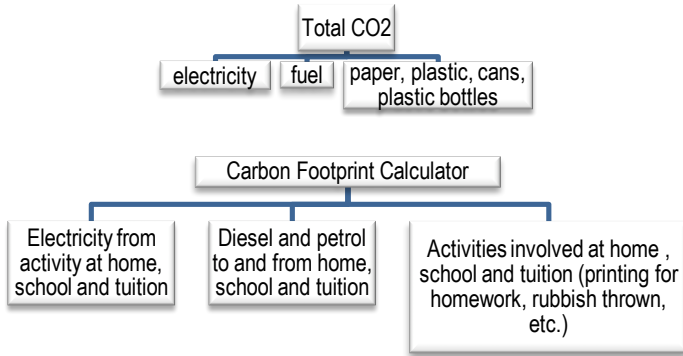 Total CO2
electricity
fuel
paper, plastic, cans,
plastic bottles
Carbon Footprint Calculator
Electricity from
activity at home,
school and tuition
Diesel and petrol
to and from home,
school and tuition
Activities involved at home ,
school and tuition (printing for
homework, rubbish thrown,
etc.)